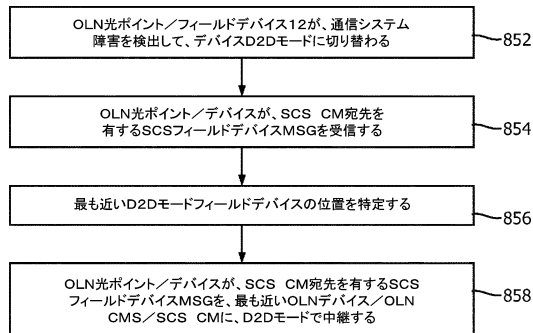 OLN光ポイント／フィールドデバイス12が、通信システム
障害を検出して、デバイスD2Dモードに切り替わる
852
OLN光ポイント／デバイスが、SCS CM宛先を
有するSCSフィールドデバイスMSGを受信する
854
最も近いD2Dモードフィールドデバイスの位置を特定する
856
OLN光ポイント／デバイスが、SCS CM宛先を有するSCS
フィールドデバイスMSGを、最も近いOLNデバイス／OLN
CMS／SCS CMに、D2Dモードで中継する
858